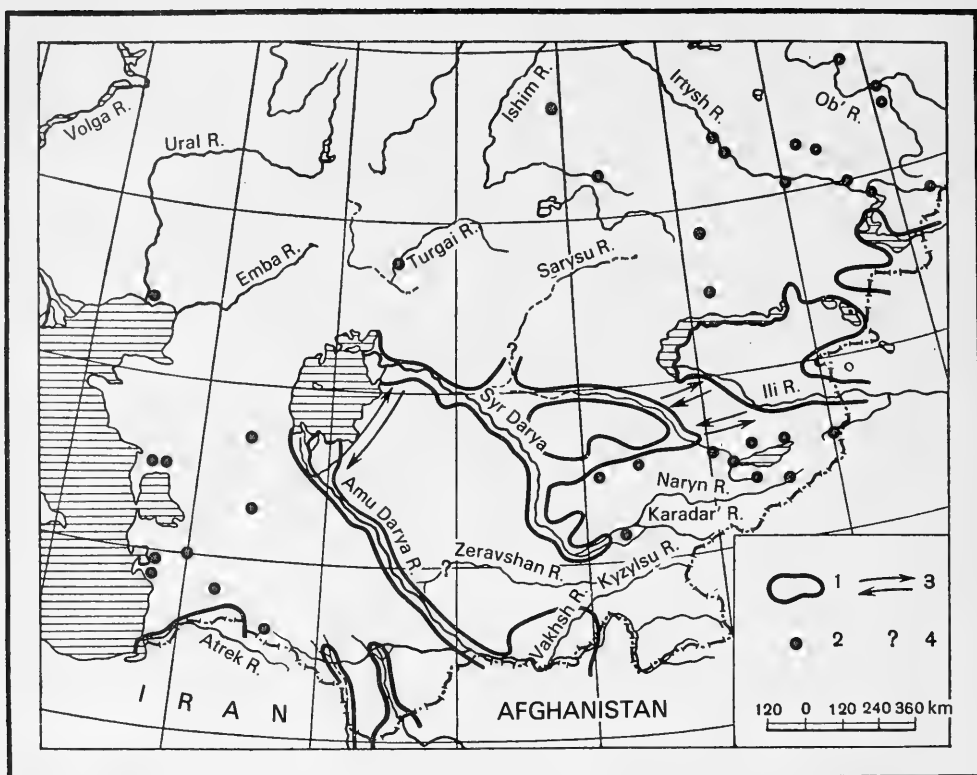 Volga R.
Ural R.
Ishim R.
Irtysh R.
Ob' R.
Emba R.
Turgai R.
Sarysu R.
?
Syr Darya
Ili R.
Naryn R.
Karadar' R.
Amu Darya R.
?
Zeravshan R.
Kyzylsu R.
Vakhsh R.
Atrek R.
IRAN
AFGHANISTAN
1
3
2
? 4
120 0 120 240 360 km